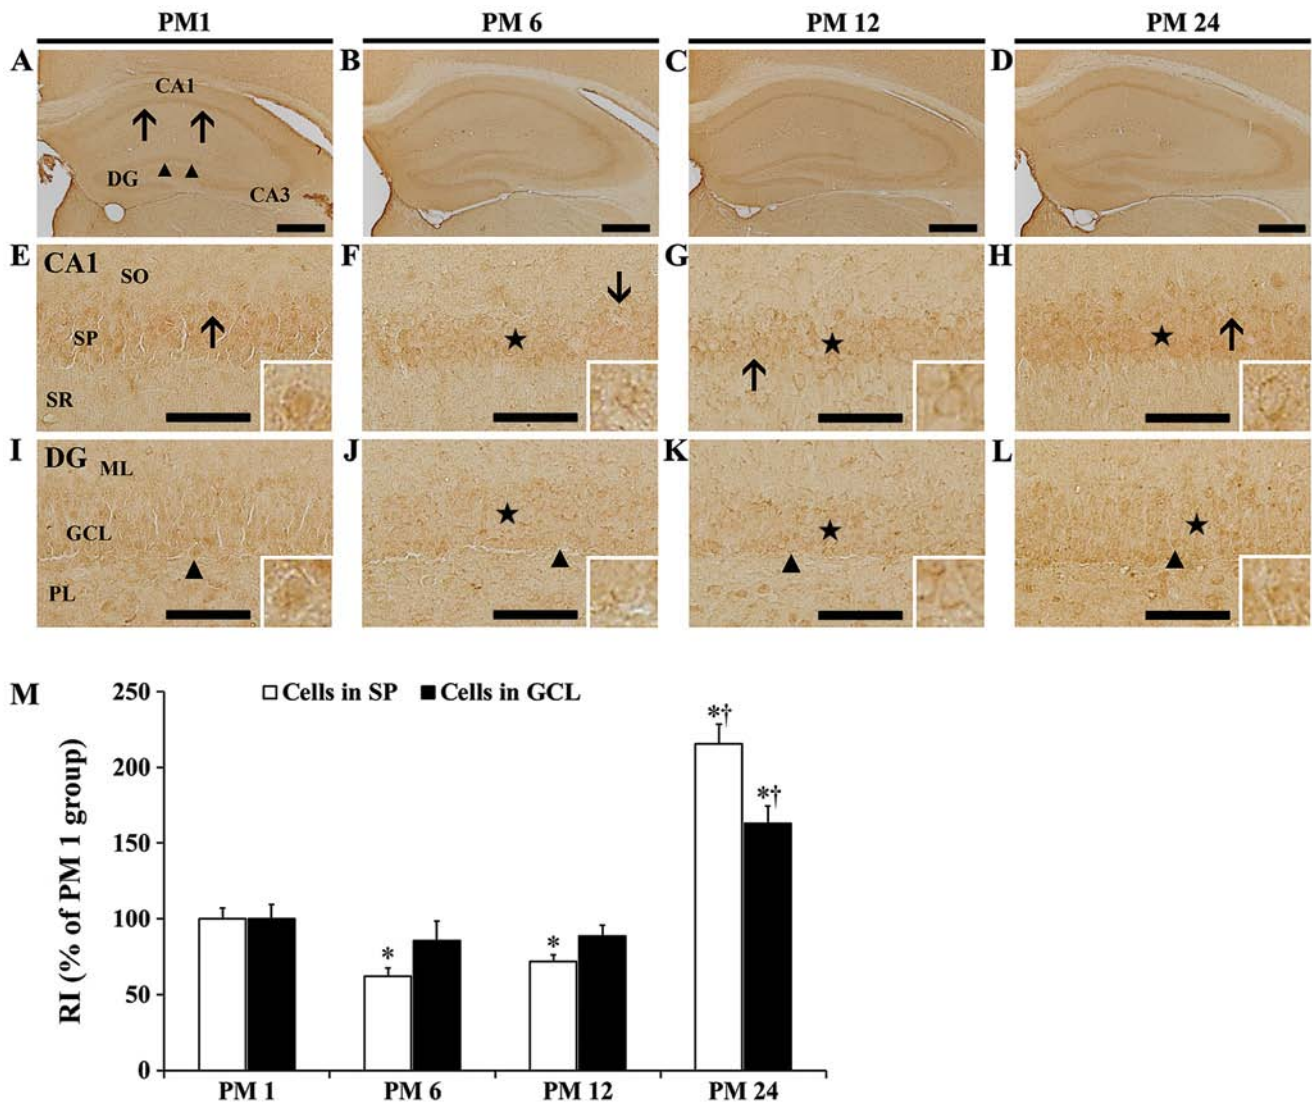 PM1 PM 6 PM 12 PM 24
A B C D
CA1
DG
CA3
E F G H
CA1
SO
SP
SR
I J K L
DG ML
GCL
PL
M
Cells in SP Cells in GCL
RI (% of PM 1 group)
250
200
150
100
50
0
* * *† *†
PM 1 PM 6 PM 12 PM 24